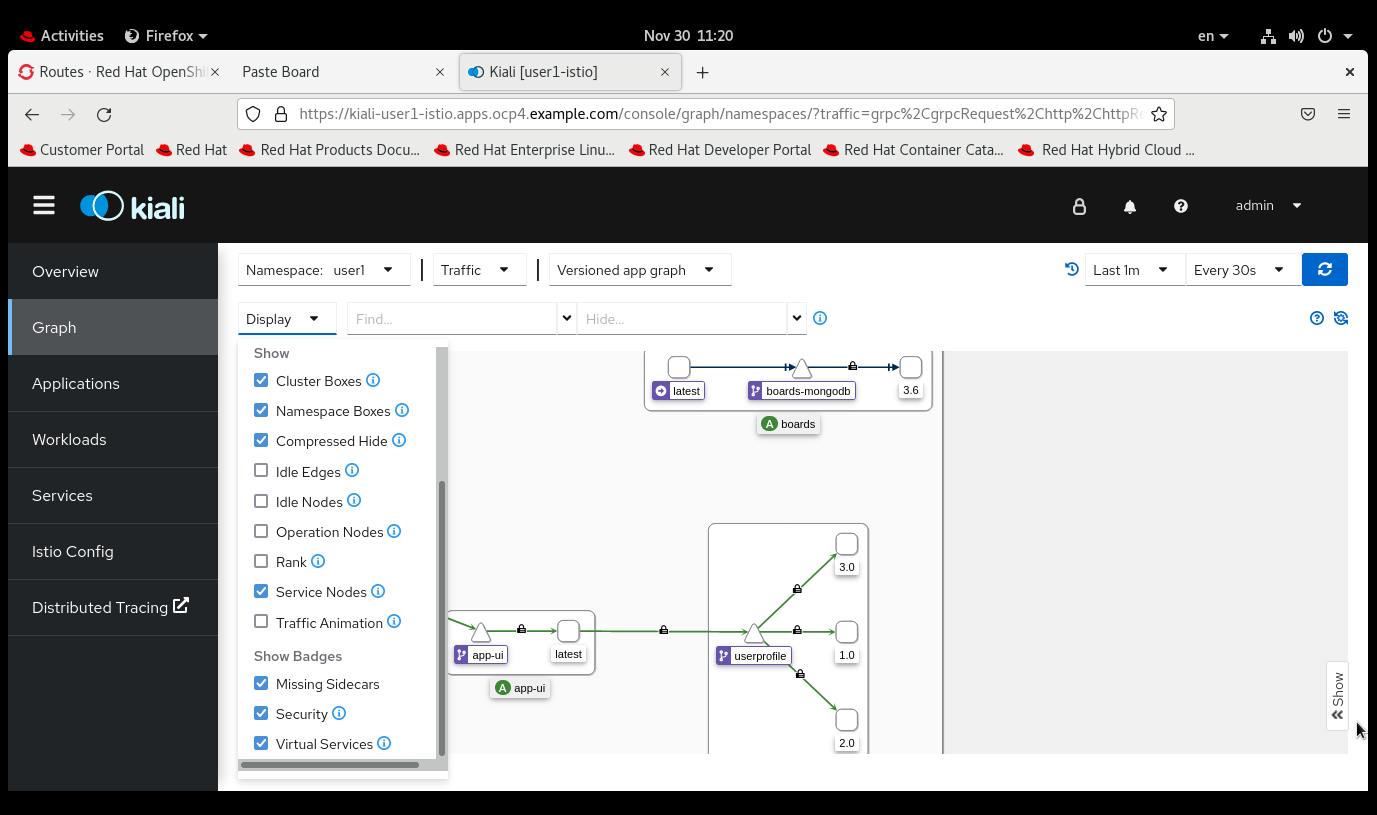 Activities Firefox Nov 30 11:20 en
Routes · Red Hat OpenShi Paste Board Kiali [user1-istio]
https://kiali-user1-istio.apps.ocp4.example.com/console/graph/namespaces/?traffic=grpc%2CgrpcRequest%2Chttp%2ChttpRe
Customer Portal Red Hat Red Hat Products Docu... Red Hat Enterprise Linu... Red Hat Developer Portal Red Hat Container Cata... Red Hat Hybrid Cloud ...
kiali admin
Overview
Graph
Applications
Workloads
Services
Istio Config
Distributed Tracing
Namespace: user1 Traffic Versioned app graph Last 1m Every 30s
Display Find... Hide...
Show
Cluster Boxes
Namespace Boxes
Compressed Hide
Idle Edges
Idle Nodes
Operation Nodes
Rank
Service Nodes
Traffic Animation
Show Badges
Missing Sidecars
Security
Virtual Services
latest boards-mongodb 3.6
A boards
3.0
app-ui latest userprofile 1.0
A app-ui
2.0
Show